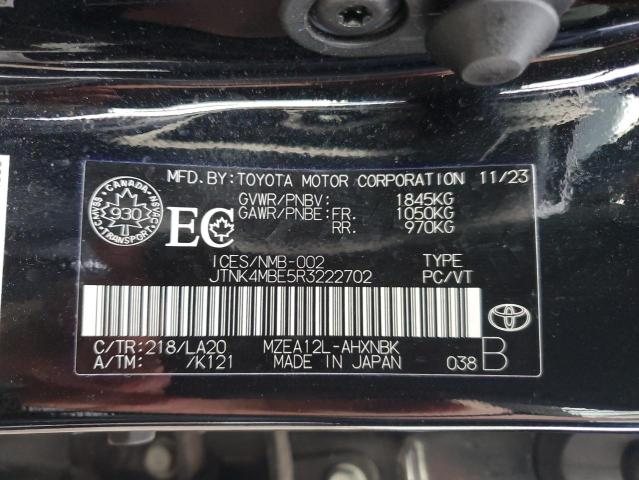 MFD.BY:TOYOTA MOTOR CORPORATION 11/23
GVWR/PNBV: 1845KG
GAWR/PNBE: FR. 1050KG
RR. 970KG
CANADA
CMVSS NSVAC
930
TRANSPORT
EC
ICES/NMB-002 TYPE
JTNK4MBE5R3222702 PC/VT
C/TR:218/LA20 MZEA12L-AHXNBK
A/TM: /K121 MADE IN JAPAN 038 B